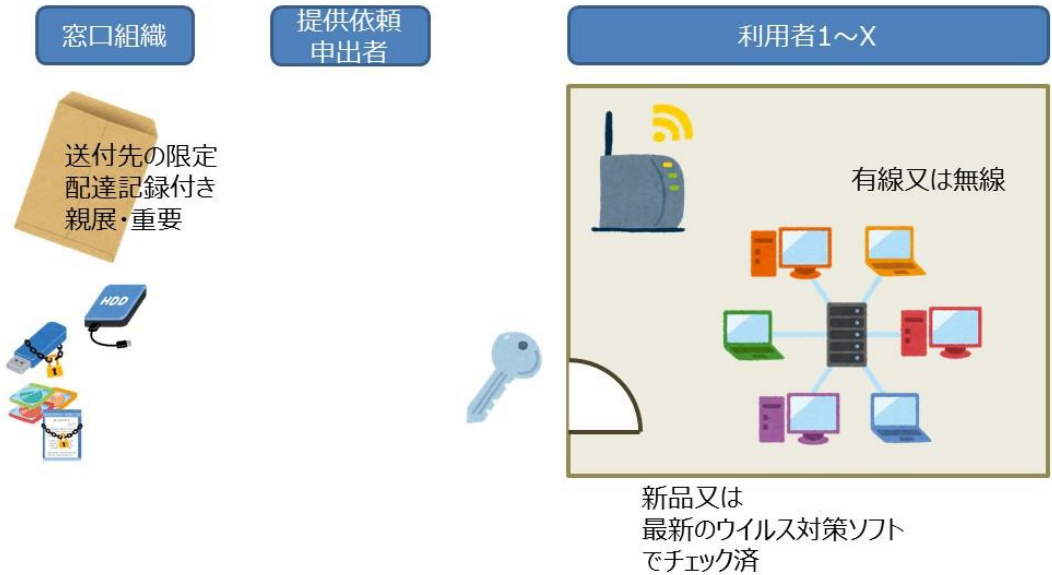 窓口組織
提供依頼
申出者
利用者1～X
送付先の限定
配達記録付き
親展・重要
有線又は無線
HDD
新品又は
最新のウイルス対策ソフト
でチェック済